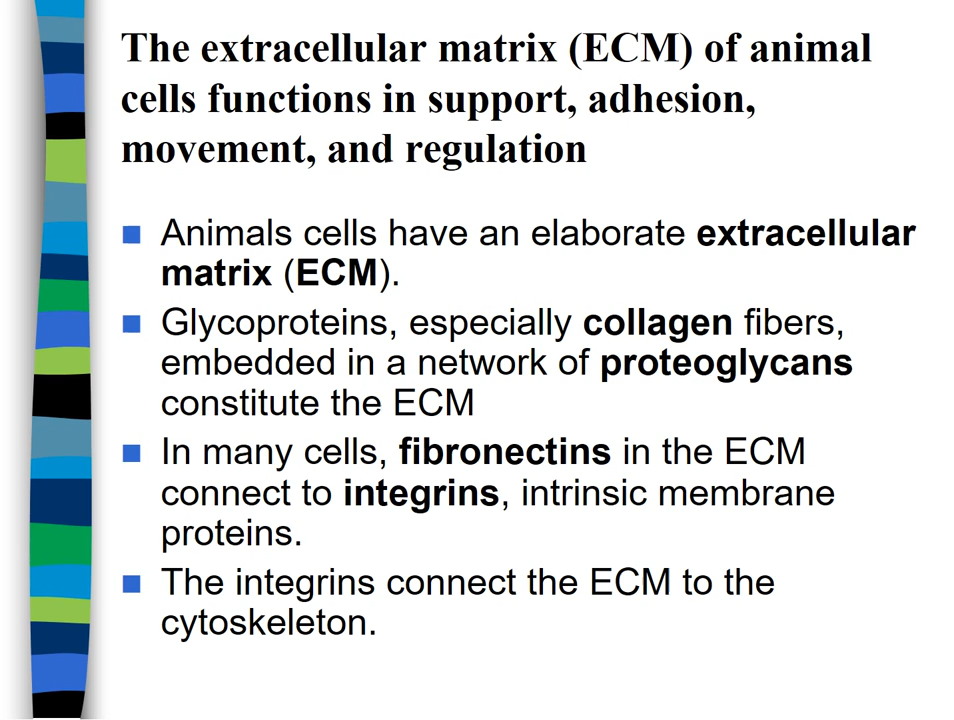 The extracellular matrix (ECM) of animal
cells functions in support, adhesion,
movement, and regulation
Animals cells have an elaborate extracellular
matrix (ECM).
Glycoproteins, especially collagen fibers,
embedded in a network of proteoglycans
constitute the ECM
In many cells, fibronectins in the ECM
connect to integrins, intrinsic membrane
proteins.
The integrins connect the ECM to the
cytoskeleton.